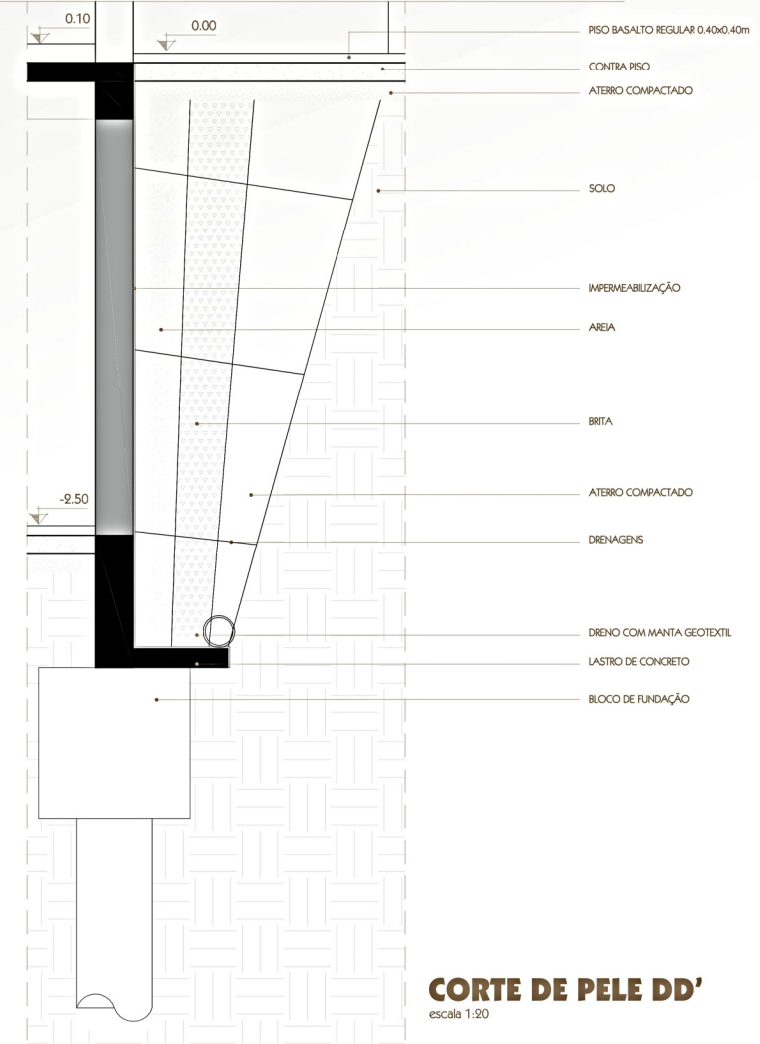 0.10
0.00
PISO BASALTO REGULAR 0.40x0.40m
CONTRA PISO
ATERRO COMPACTADO
SOLO
IMPERMEABILIZAÇÃO
AREIA
BRITA
ATERRO COMPACTADO
-2.50
DRENAGENS
DRENO COM MANTA GEOTEXTIL
LASTRO DE CONCRETO
BLOCO DE FUNDAÇÃO
CORTE DE PELE DD'
escala 1:20